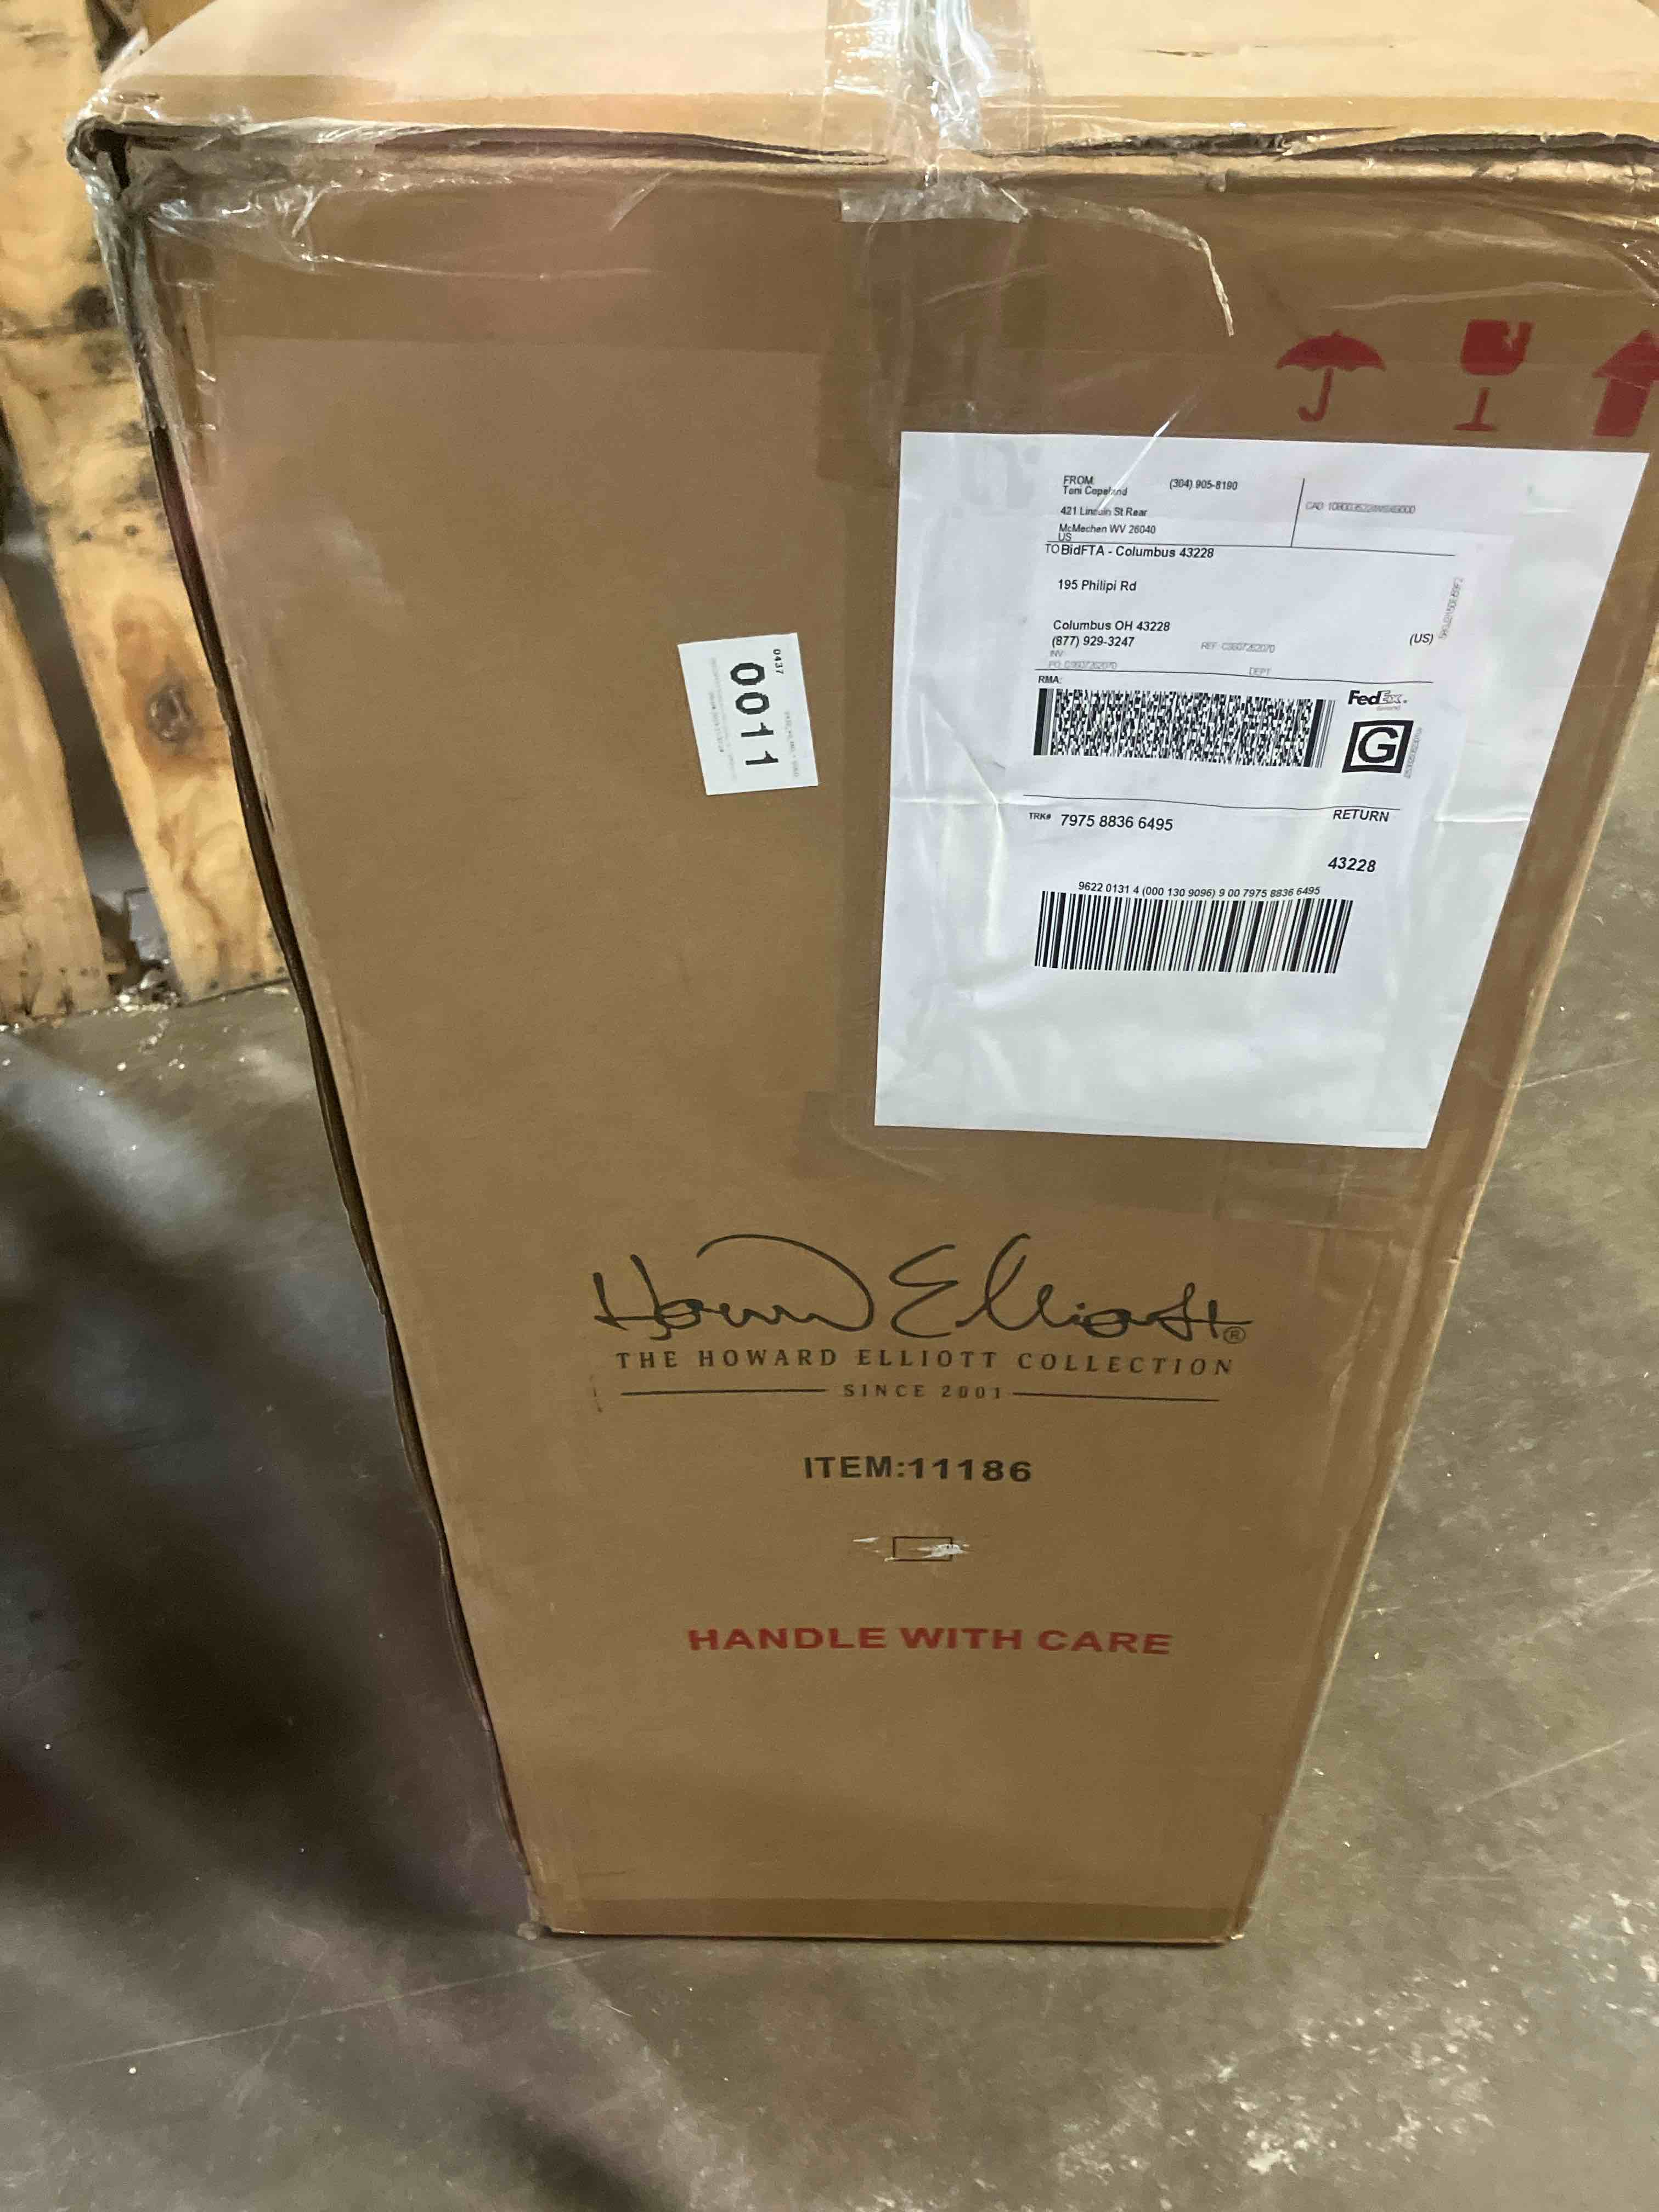 FROM:
(304) 905-8190
Toni Copeland
421 Lincoln St Rear
McMechen WV 26040
US
TO BidFTA - Columbus 43228
195 Philipi Rd
Columbus OH 43228
(877) 929-3247
(US)
INV:
DEPT
RMA:
FedEx
Ground
G
TRK# 7975 8836 6495
RETURN
43228
9622 0131 4 (000 130 9096) 9 00 7975 8836 6495
0437
0011
Howard Elliott®
THE HOWARD ELLIOTT COLLECTION
SINCE 2001
ITEM:11186
HANDLE WITH CARE